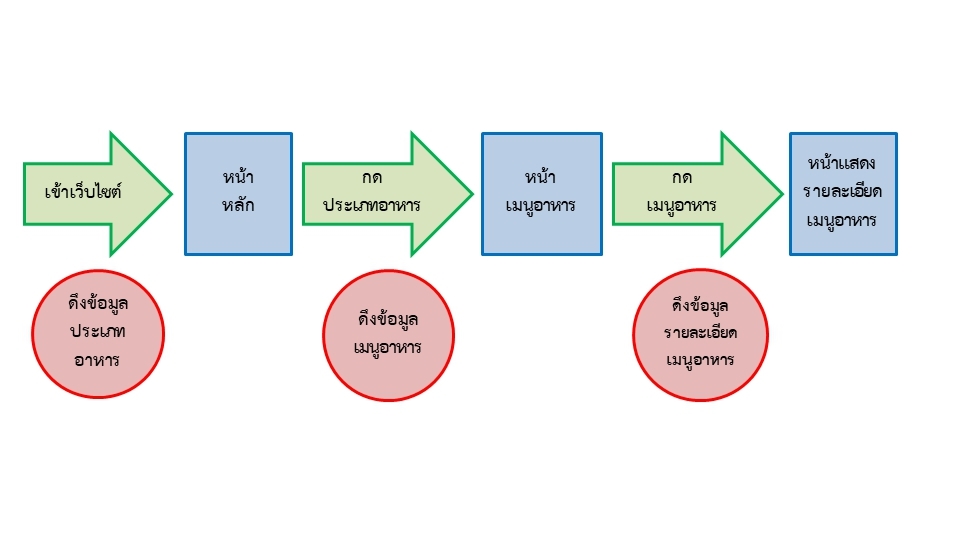 เข้าเว็บไซต์
หน้า
หลัก
กด
ประเภทอาหาร
หน้า
เมนูอาหาร
กด
เมนูอาหาร
หน้าแสดง
รายละเอียด
เมนูอาหาร
ดึงข้อมูล
ประเภท
อาหาร
ดึงข้อมูล
เมนูอาหาร
ดึงข้อมูล
รายละเอียด
เมนูอาหาร